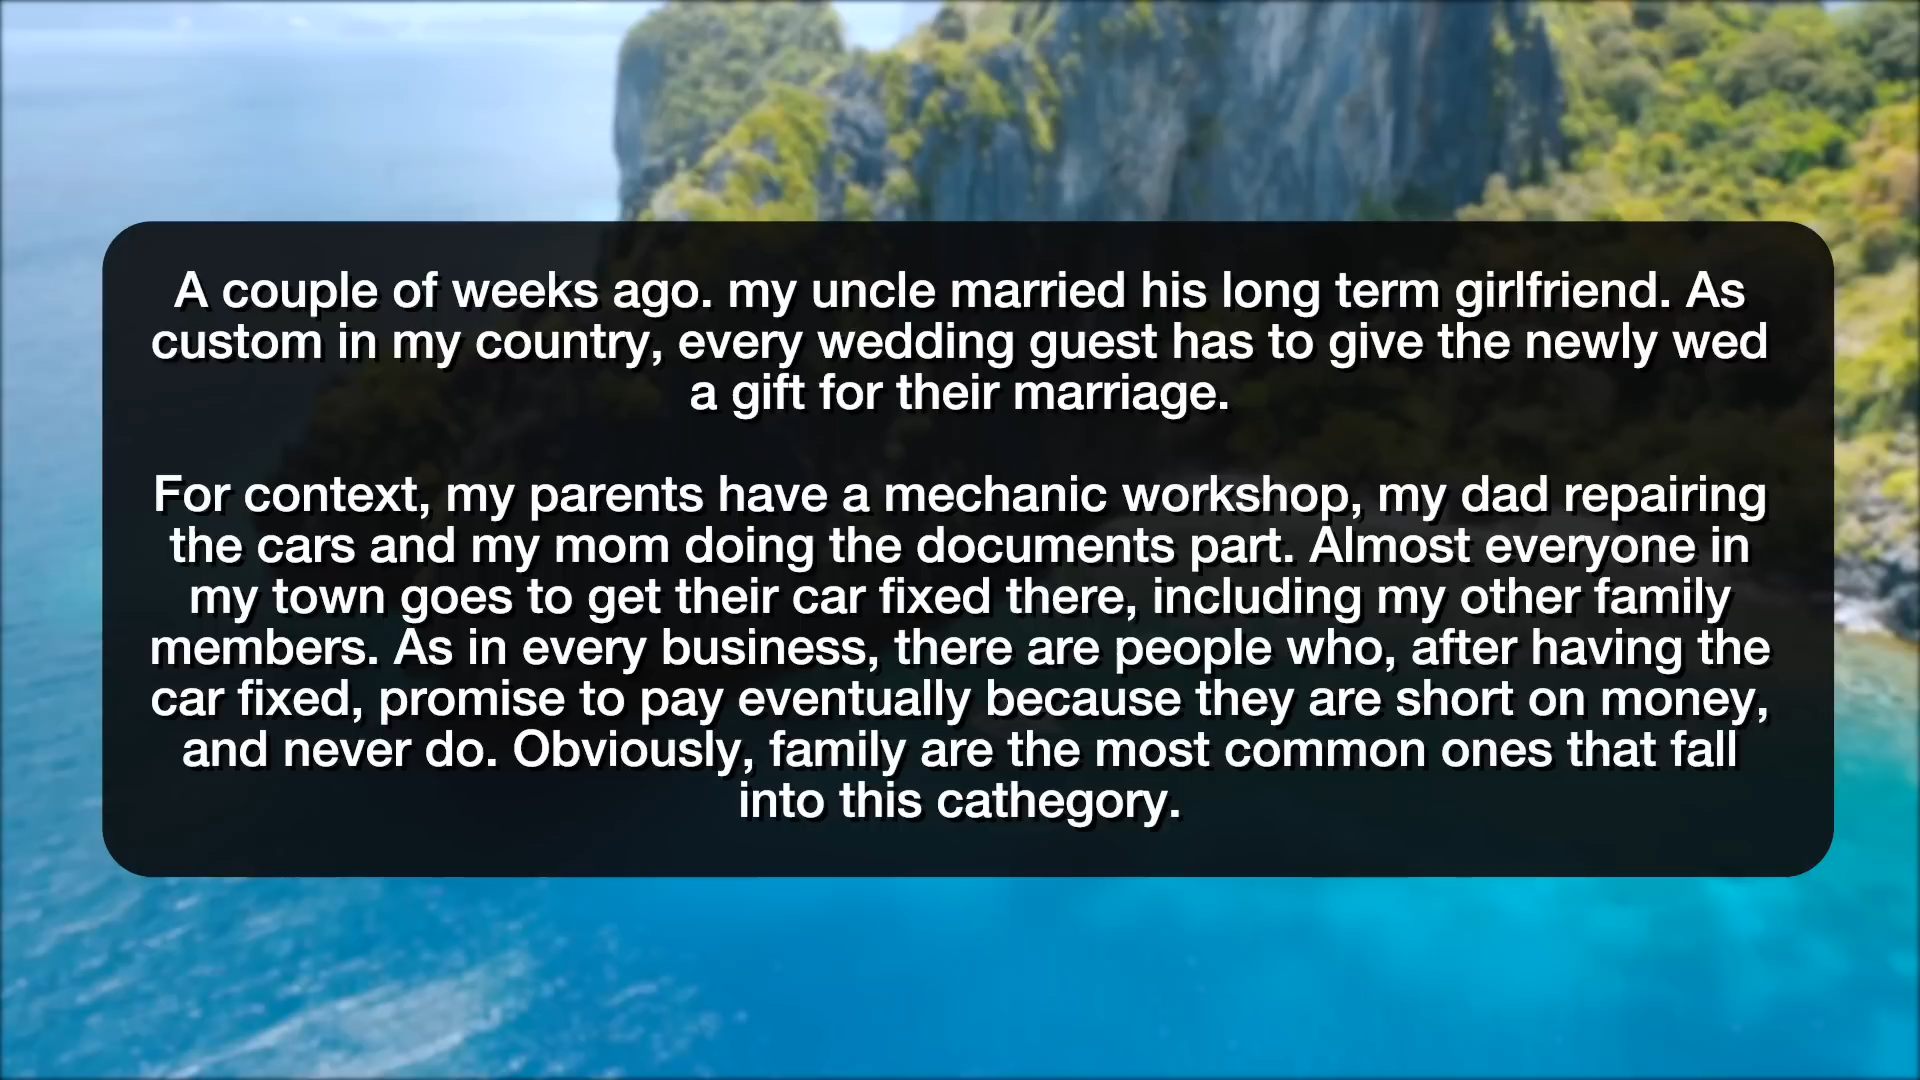 A couple of weeks ago. my uncle married his long term girlfriend. As
custom in my country, every wedding guest has to give the newly wed
a gift for their marriage.
For context, my parents have a mechanic workshop, my dad repairing
the cars and my mom doing the documents part. Almost everyone in
my town goes to get their car fixed there, including my other family
members. As in every business, there are people who, after having the
car fixed, promise to pay eventually because they are short on money,
and never do. Obviously, family are the most common ones that fall
into this cathegory.